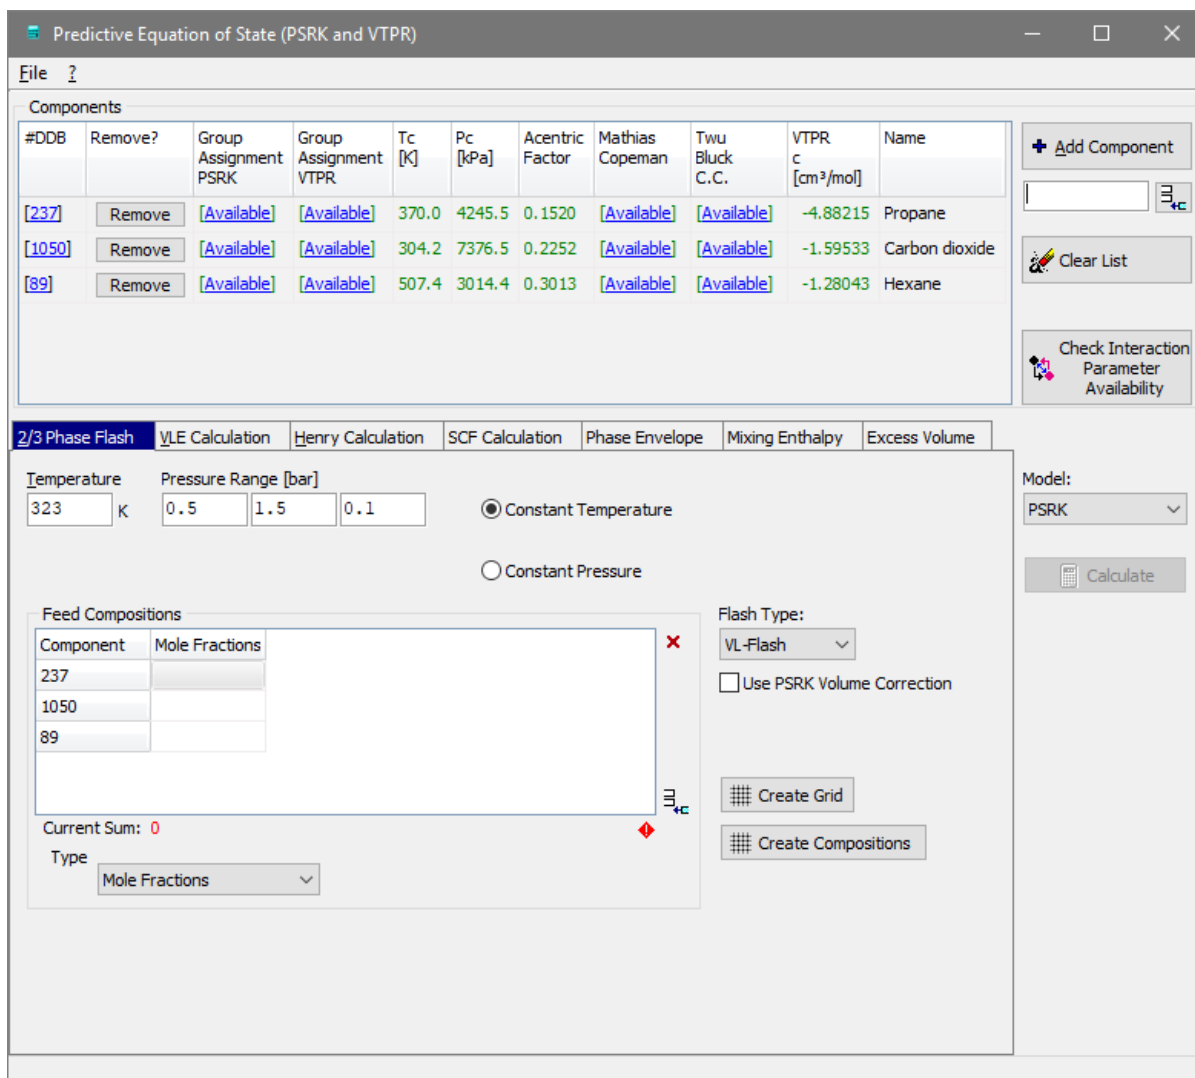 Predictive Equation of State (PSRK and VTPR)
File ?
Components
#DDB Remove? Group Assignment PSRK Group Assignment VTPR Tc [K] Pc [kPa] Acentric Factor Mathias Copeman Twu Bluck C.C. VTPR c [cm³/mol] Name
[237] Remove [Available] [Available] 370.0 4245.5 0.1520 [Available] [Available] -4.88215 Propane
[1050] Remove [Available] [Available] 304.2 7376.5 0.2252 [Available] [Available] -1.59533 Carbon dioxide
[89] Remove [Available] [Available] 507.4 3014.4 0.3013 [Available] [Available] -1.28043 Hexane
Add Component
Clear List
Check Interaction
Parameter
Availability
2/3 Phase Flash VLE Calculation Henry Calculation SCF Calculation Phase Envelope Mixing Enthalpy Excess Volume
Temperature Pressure Range [bar]
323 K 0.5 1.5 0.1
Constant Temperature
Constant Pressure
Model:
PSRK
Calculate
Feed Compositions
Component Mole Fractions
237
1050
89
Current Sum: 0
Type
Mole Fractions
Flash Type:
VL-Flash
Use PSRK Volume Correction
Create Grid
Create Compositions